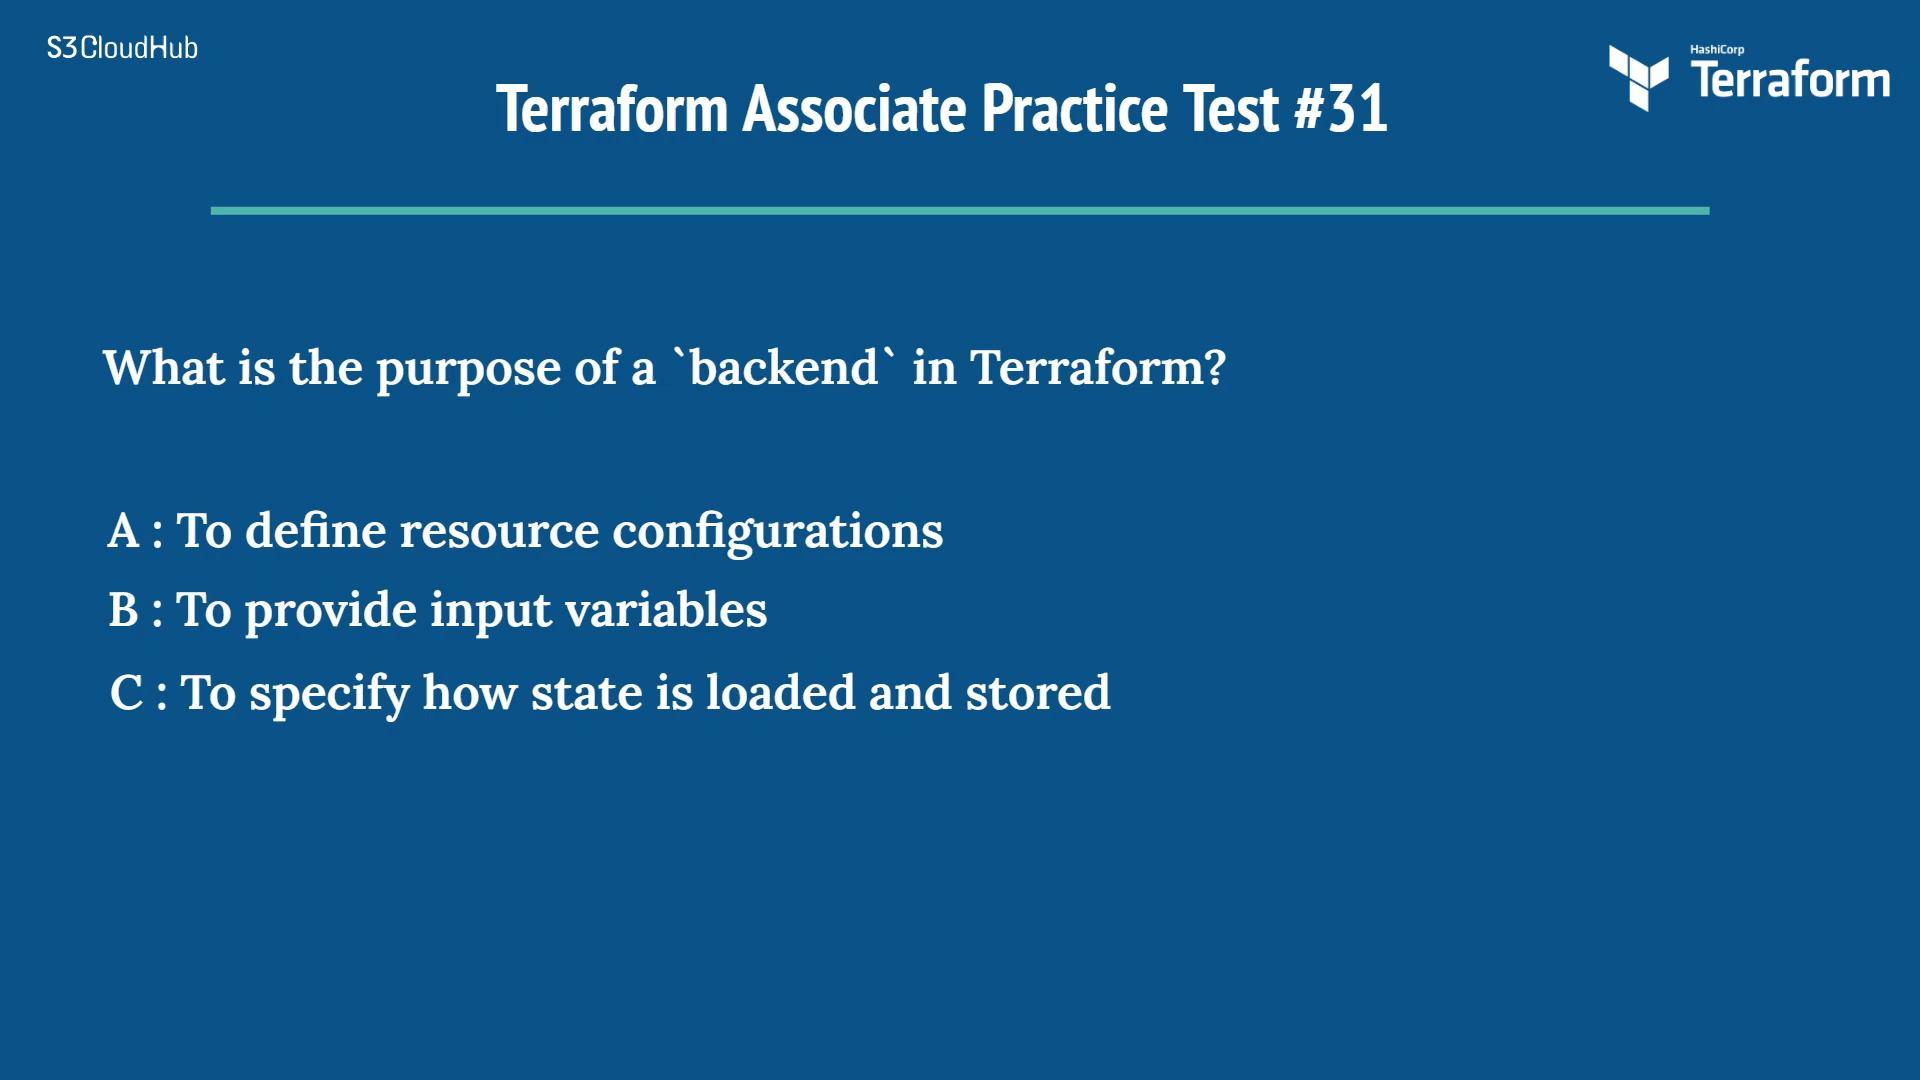 S3CloudHub
HashiCorp
Terraform
Terraform Associate Practice Test #31
What is the purpose of a `backend` in Terraform?
A : To define resource configurations
B : To provide input variables
C : To specify how state is loaded and stored